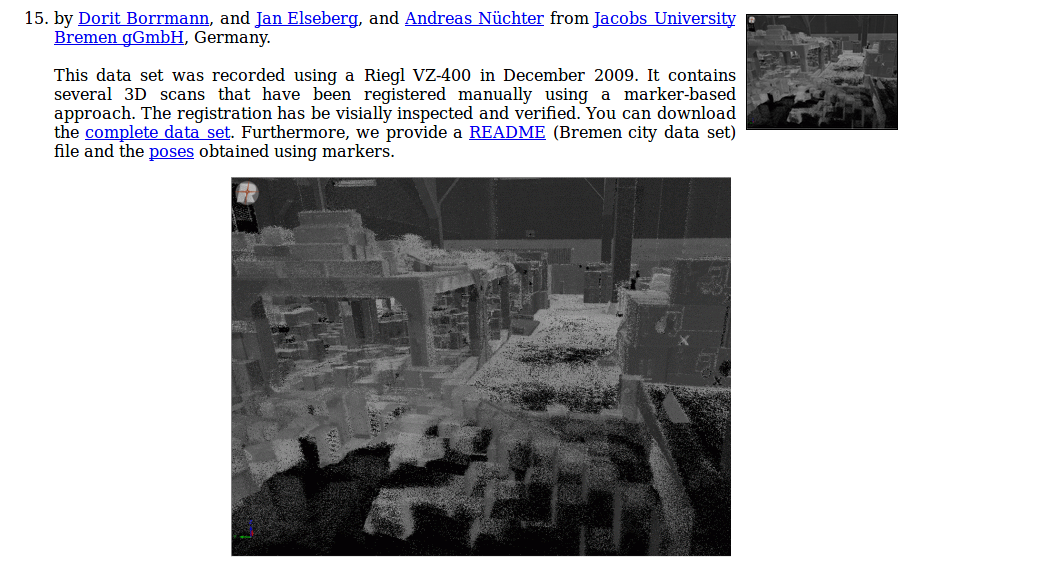 15. by Dorit Borrmann, and Jan Elseberg, and Andreas Nüchter from Jacobs University
Bremen gGmbH, Germany.
This data set was recorded using a Riegl VZ-400 in December 2009. It contains
several 3D scans that have been registered manually using a marker-based
approach. The registration has be visially inspected and verified. You can download
the complete data set. Furthermore, we provide a README (Bremen city data set)
file and the poses obtained using markers.